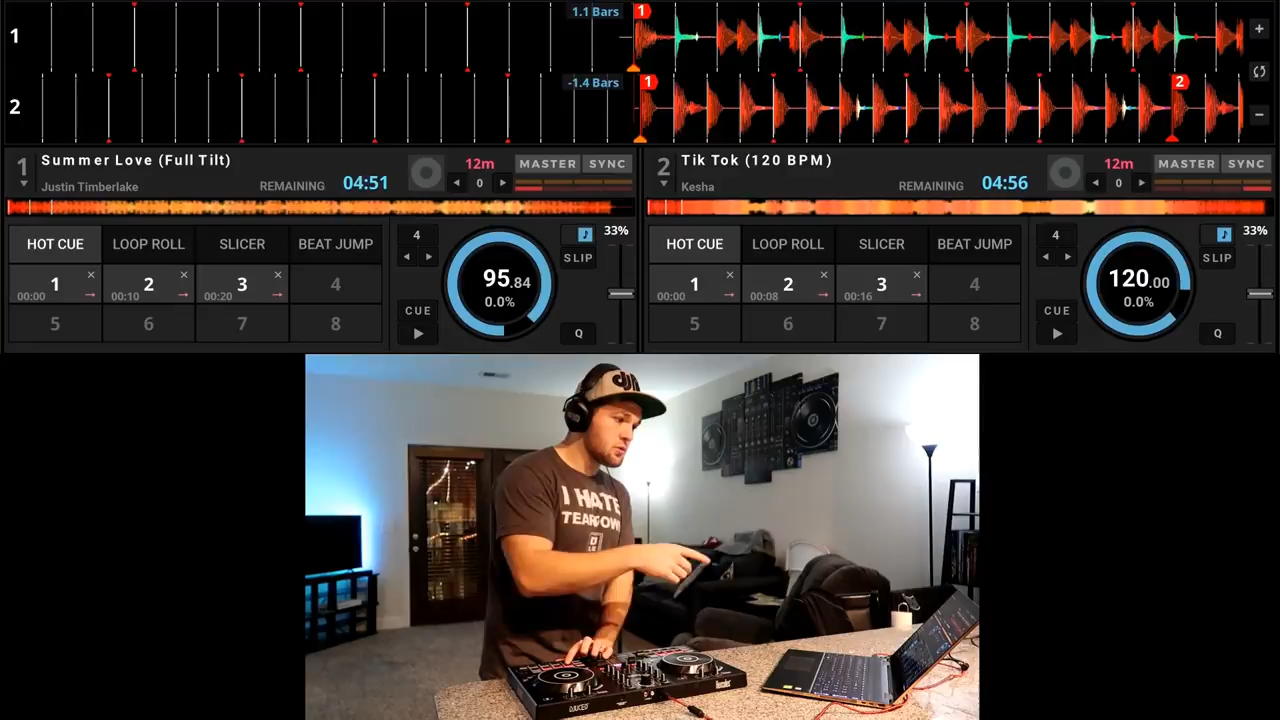 1
1.1 Bars
1
2
-1.4 Bars
1
2
1
Summer Love (Full Tilt)
Justin Timberlake
REMAINING
04:51
12m
0
MASTER
SYNC
2
Tik Tok (120 BPM)
Kesha
REMAINING
04:56
12m
0
MASTER
SYNC
HOT CUE
LOOP ROLL
SLICER
BEAT JUMP
1
00:00
2
00:10
3
00:20
4
5
6
7
8
4
CUE
95.84
0.0%
33%
SLIP
Q
HOT CUE
LOOP ROLL
SLICER
BEAT JUMP
1
00:00
2
00:08
3
00:16
4
5
6
7
8
4
CUE
120.00
0.0%
33%
SLIP
Q
I HATE
DJUCED
Hercules